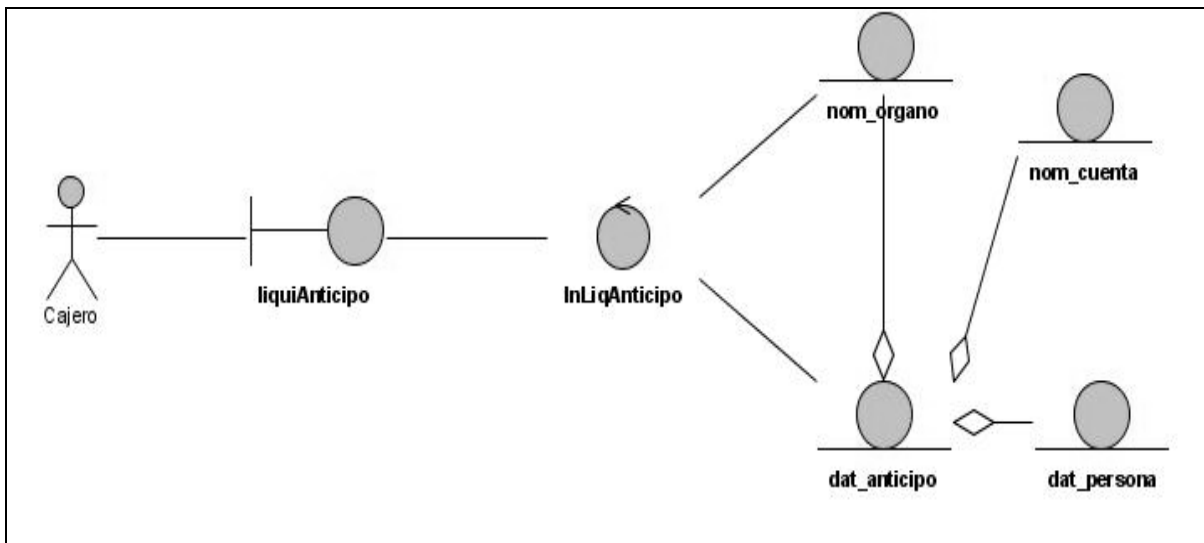 nom_organo
nom_cuenta
Cajero
liquiAnticipo
InLiqAnticipo
dat_anticipo
dat_persona